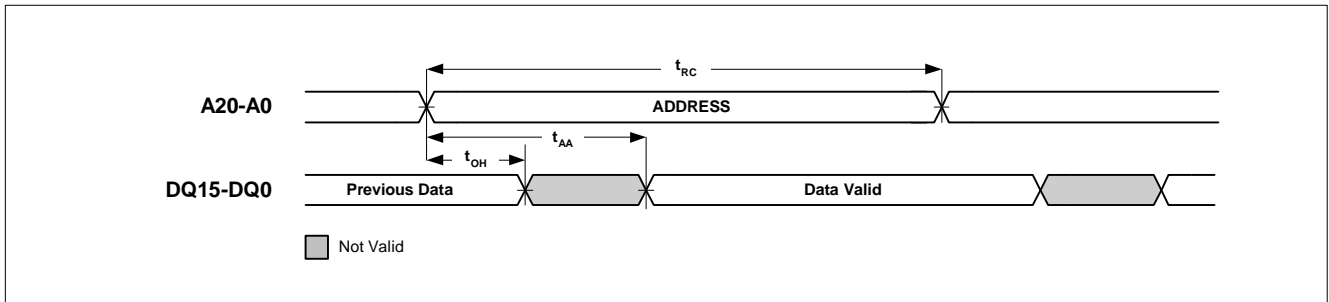 tRC
A20-A0
ADDRESS
tAA
tOH
DQ15-DQ0
Previous Data
Data Valid
Not Valid